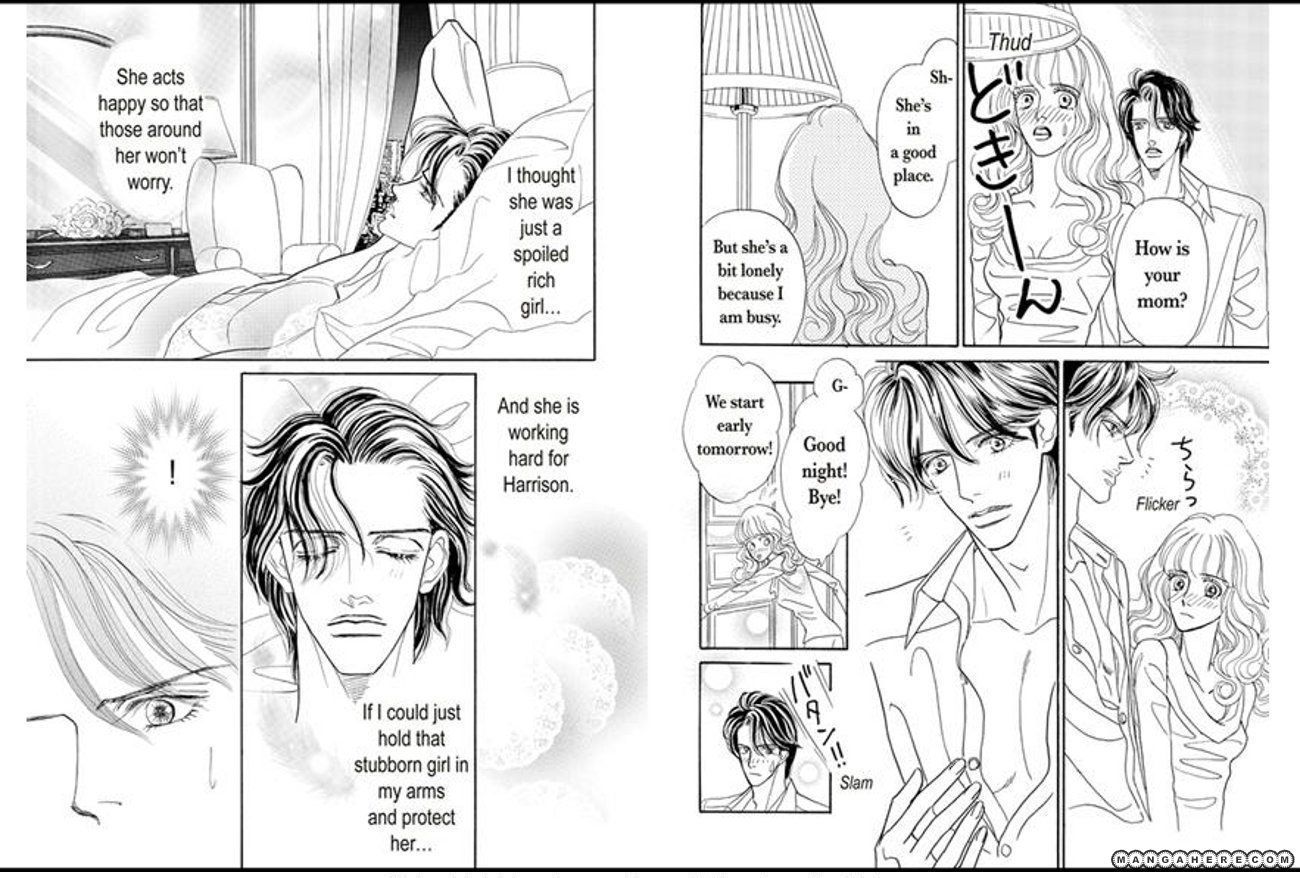 Thud
どきーん
How is
your
mom?
Sh-
She's
in
a good
place.
But she's a
bit lonely
because I
am busy.
ちらっ
Flicker
G-
Good
night!
Bye!
We start
early
tomorrow!
バタン!!
Slam
I thought
she was
just a
spoiled
rich
girl...
She acts
happy so that
those around
her won't
worry.
And she is
working
hard for
Harrison.
If I could just
hold that
stubborn girl in
my arms
and protect
her...
!
MANGAHERE.COM